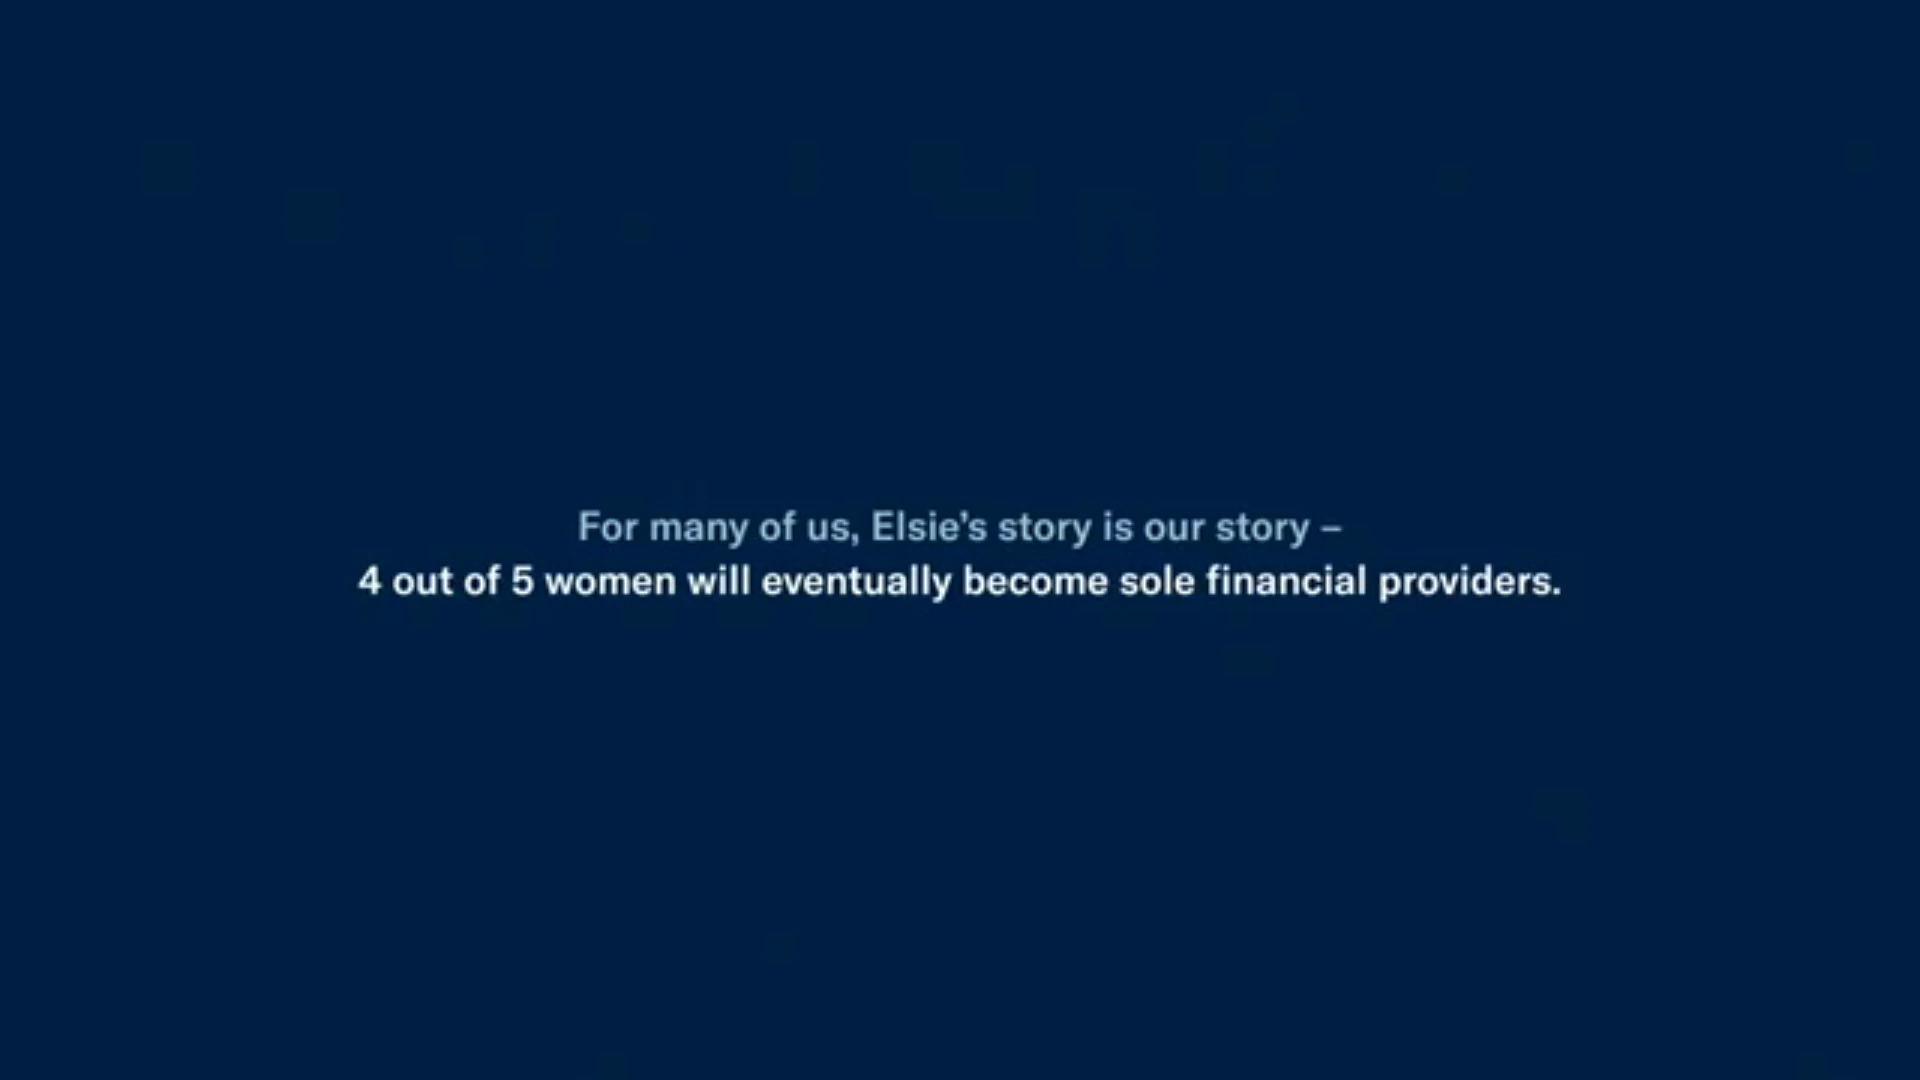 For many of us, Elsie’s story is our story –
4 out of 5 women will eventually become sole financial providers.